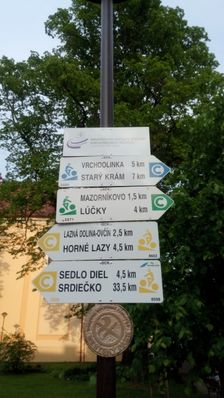 VRCHDOLINKA 5 km
STARÝ KRÁM 7 km
MAZORNÍKOVO 1,5 km
LÚČKY 4 km
LAZNÁ DOLINA-OVČÍN 2,5 km
HORNÉ LAZY 4,5 km
SEDLO DIEL 4,5 km
SRDIEČKO 33,5 km